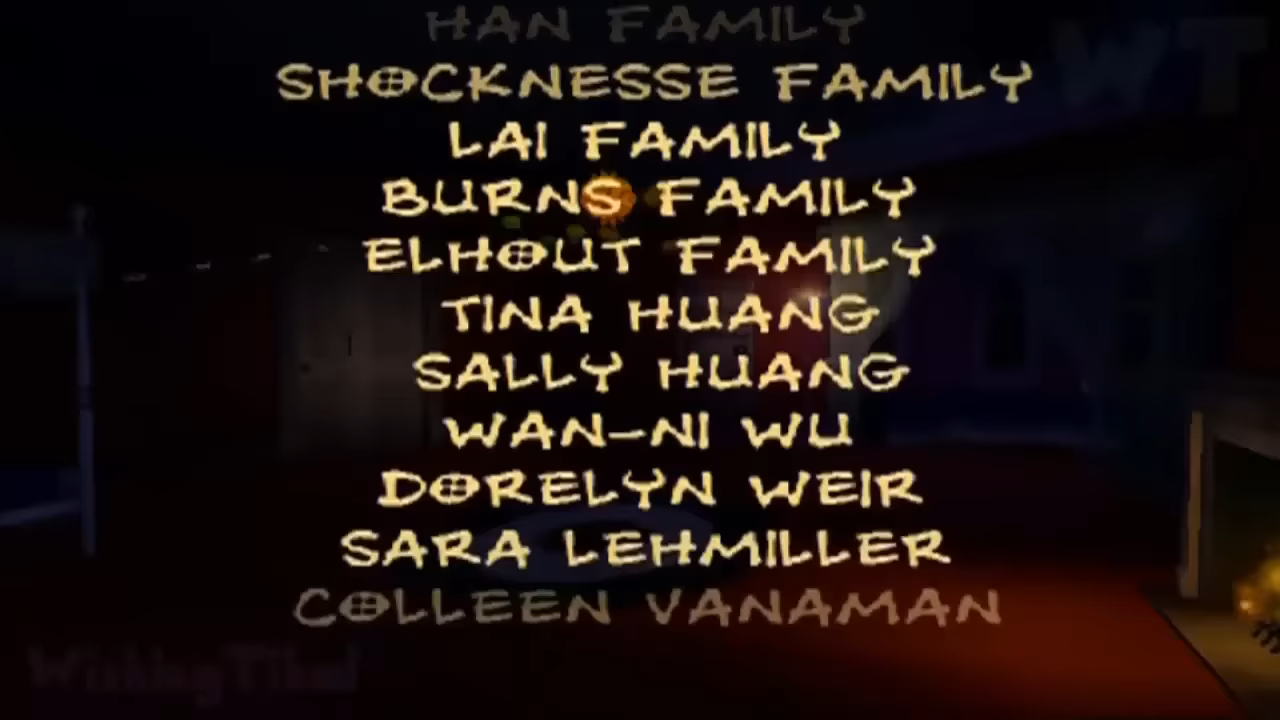 WT
HAN FAMILY
SHOCKNESSE FAMILY
LAI FAMILY
BURNS FAMILY
ELHOUT FAMILY
TINA HUANG
SALLY HUANG
WAN-NI WU
DORELYN WEIR
SARA LEHMILLER
COLLEEN VANAMAN